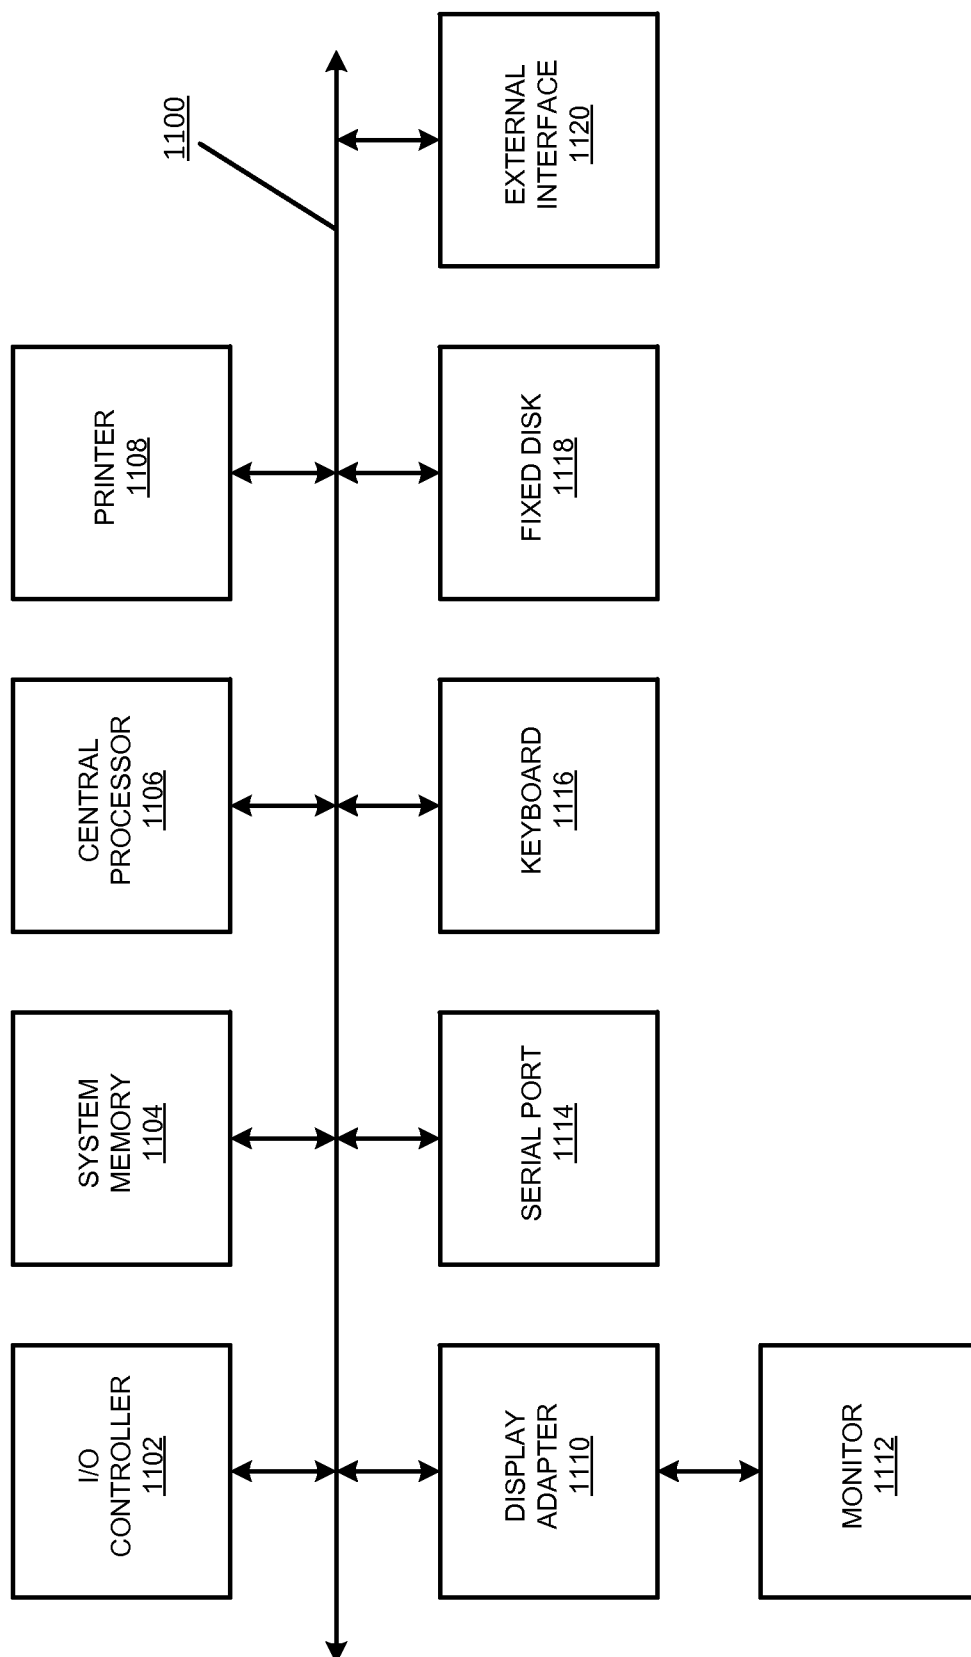 1100
I/O
CONTROLLER
1102
SYSTEM
MEMORY
1104
CENTRAL
PROCESSOR
1106
PRINTER
1108
DISPLAY
ADAPTER
1110
SERIAL PORT
1114
KEYBOARD
1116
FIXED DISK
1118
EXTERNAL
INTERFACE
1120
MONITOR
1112